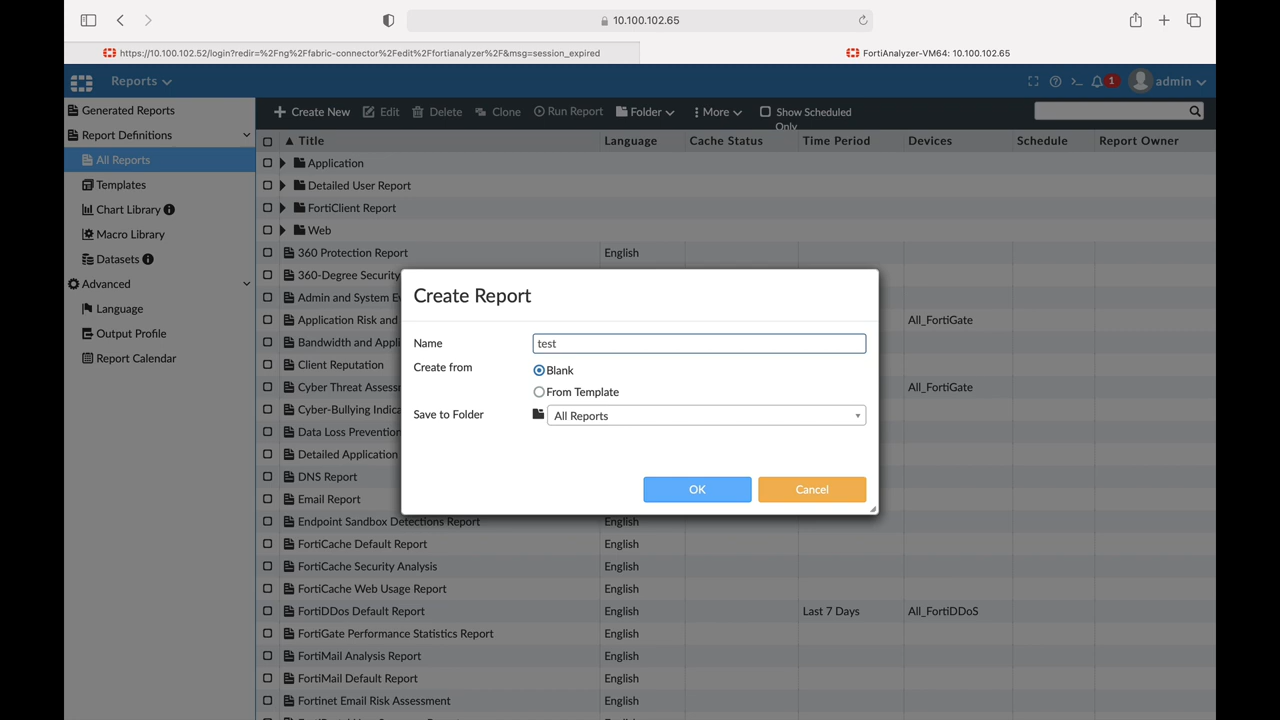 10.100.102.65
https://10.100.102.52/login?redir=%2Fng%2Ffabric-connector%2Fedit%2Ffortianalyzer%2F&msg=session_expired
FortiAnalyzer-VM64: 10.100.102.65
Reports
1
admin
Generated Reports
Report Definitions
All Reports
Templates
Chart Library
Macro Library
Datasets
Advanced
Language
Output Profile
Report Calendar
Create New Edit Delete Clone Run Report Folder More Show Scheduled Only
Title Language Cache Status Time Period Devices Schedule Report Owner
Application
Detailed User Report
FortiClient Report
Web
360 Protection Report English
360-Degree Security
Admin and System
Application Risk and All_FortiGate
Bandwidth and Appli
Client Reputation
Cyber Threat Assess All_FortiGate
Cyber-Bullying Indica
Data Loss Prevention
Detailed Application
DNS Report
Email Report
Endpoint Sandbox Detections Report English
FortiCache Default Report English
FortiCache Security Analysis English
FortiCache Web Usage Report English
FortiDDos Default Report English Last 7 Days All_FortiDDoS
FortiGate Performance Statistics Report English
FortiMail Analysis Report English
FortiMail Default Report English
Fortinet Email Risk Assessment English
Create Report
Name test
Create from Blank
From Template
Save to Folder All Reports
OK Cancel